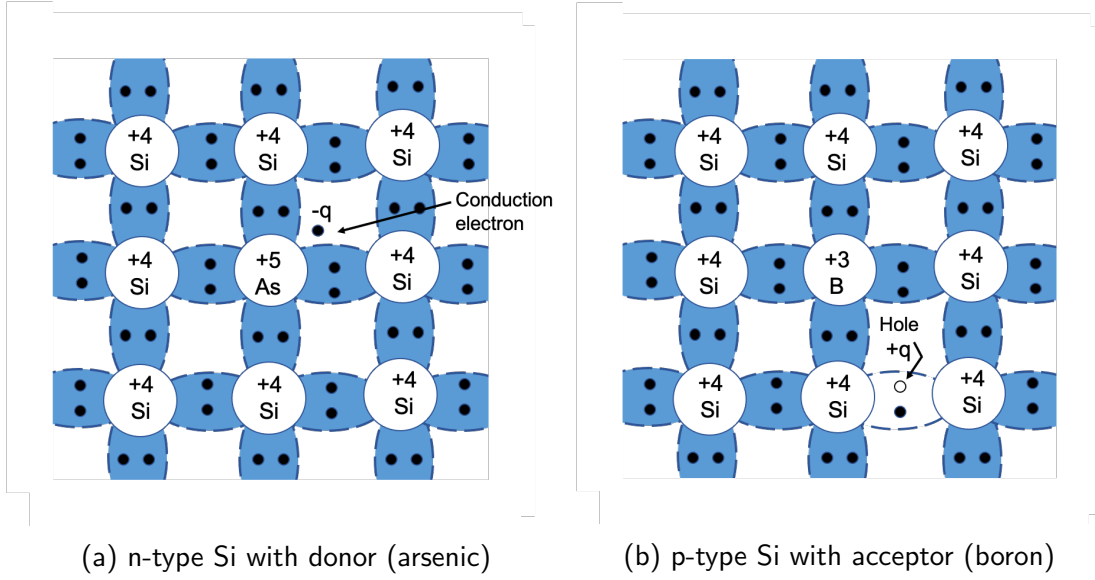 +4
Si
+4
Si
+4
Si
-q
Conduction
electron
+4
Si
+5
As
+4
Si
+4
Si
+4
Si
+4
Si
(a) n-type Si with donor (arsenic)
+4
Si
+4
Si
+4
Si
+4
Si
+3
B
+4
Si
Hole
+q
+4
Si
+4
Si
+4
Si
(b) p-type Si with acceptor (boron)